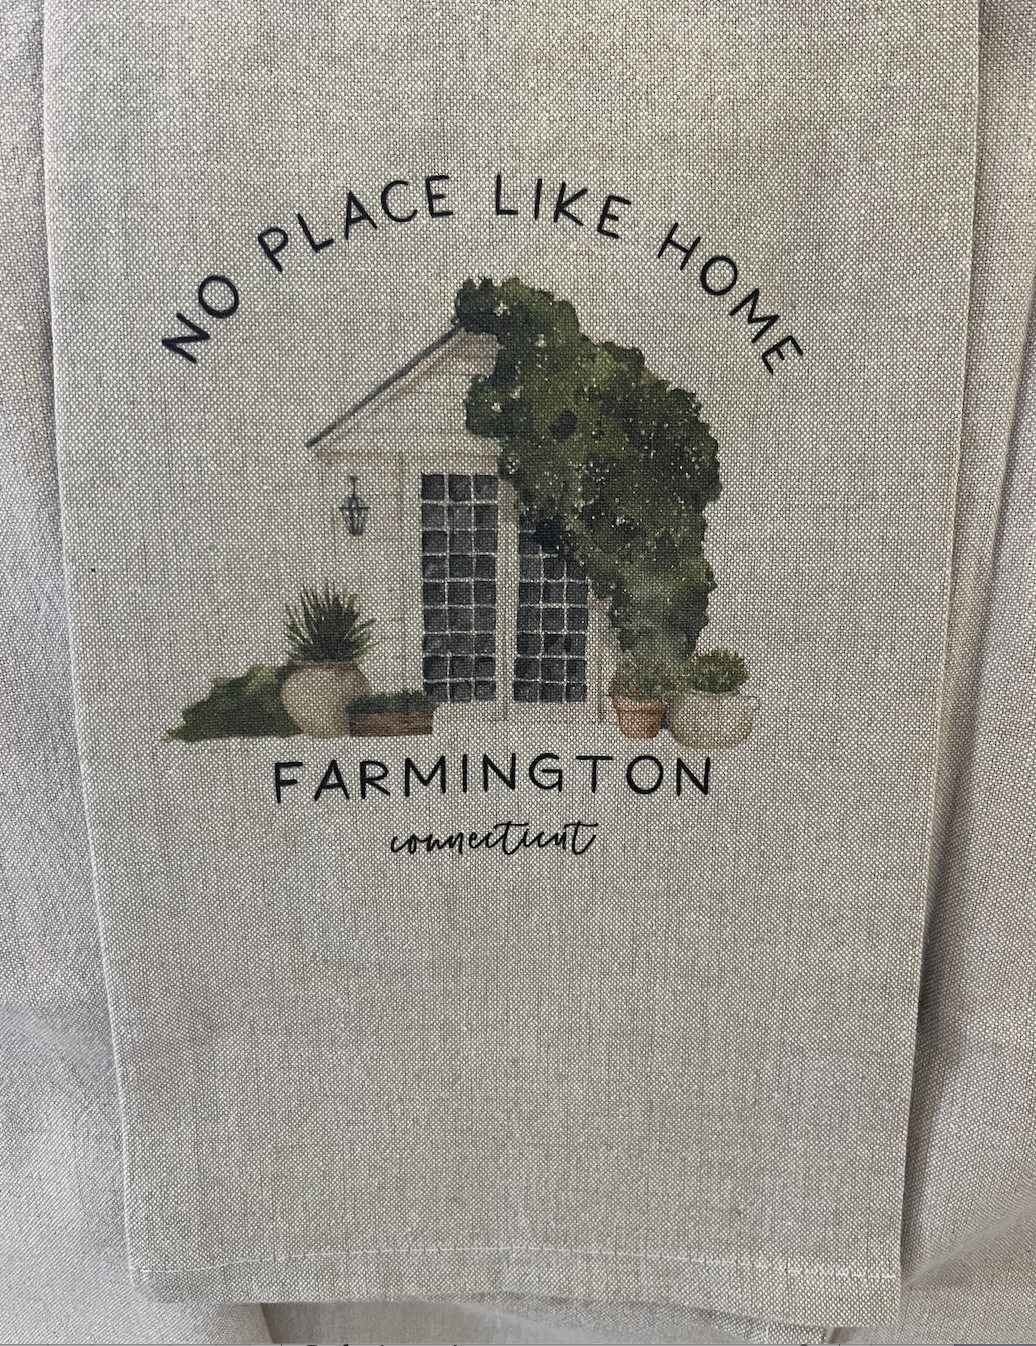 NO PLACE LIKE HOME
FARMINGTON
connecticut